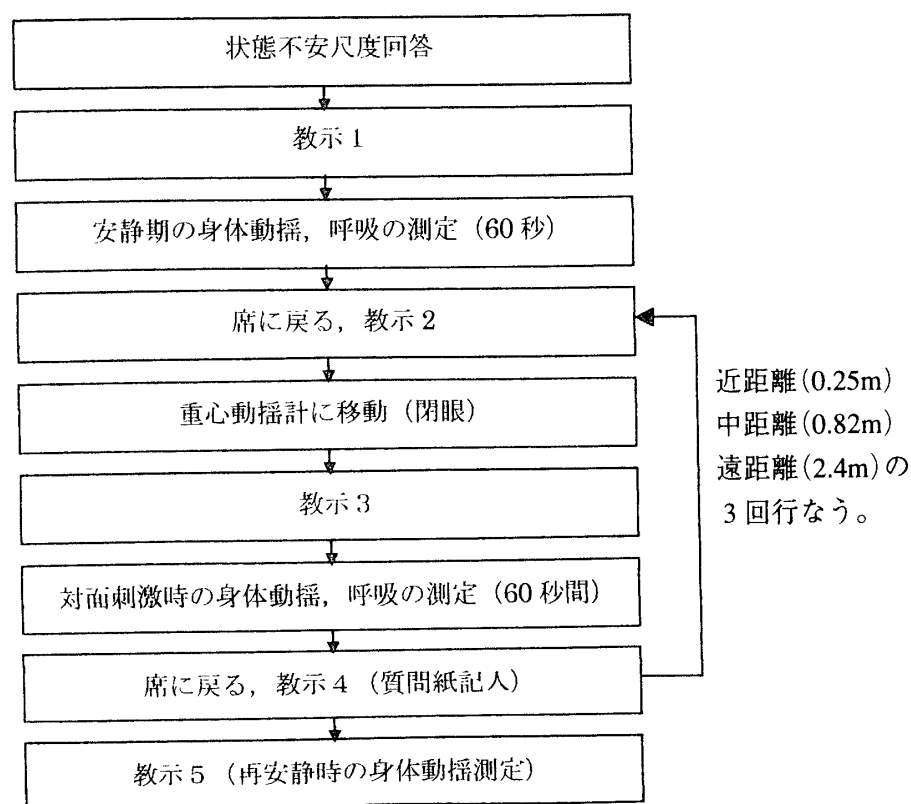 状態不安尺度回答
教示1
安静期の身体動揺,呼吸の測定(60秒)
席に戻る,教示2
重心動揺計に移動(閉眼)
教示3
対面刺激時の身体動揺,呼吸の測定(60秒間)
席に戻る,教示4(質問紙記入)
教示5(再安静時の身体動揺測定)
近距離(0.25m)
中距離(0.82m)
遠距離(2.4m)の
3回行なう。